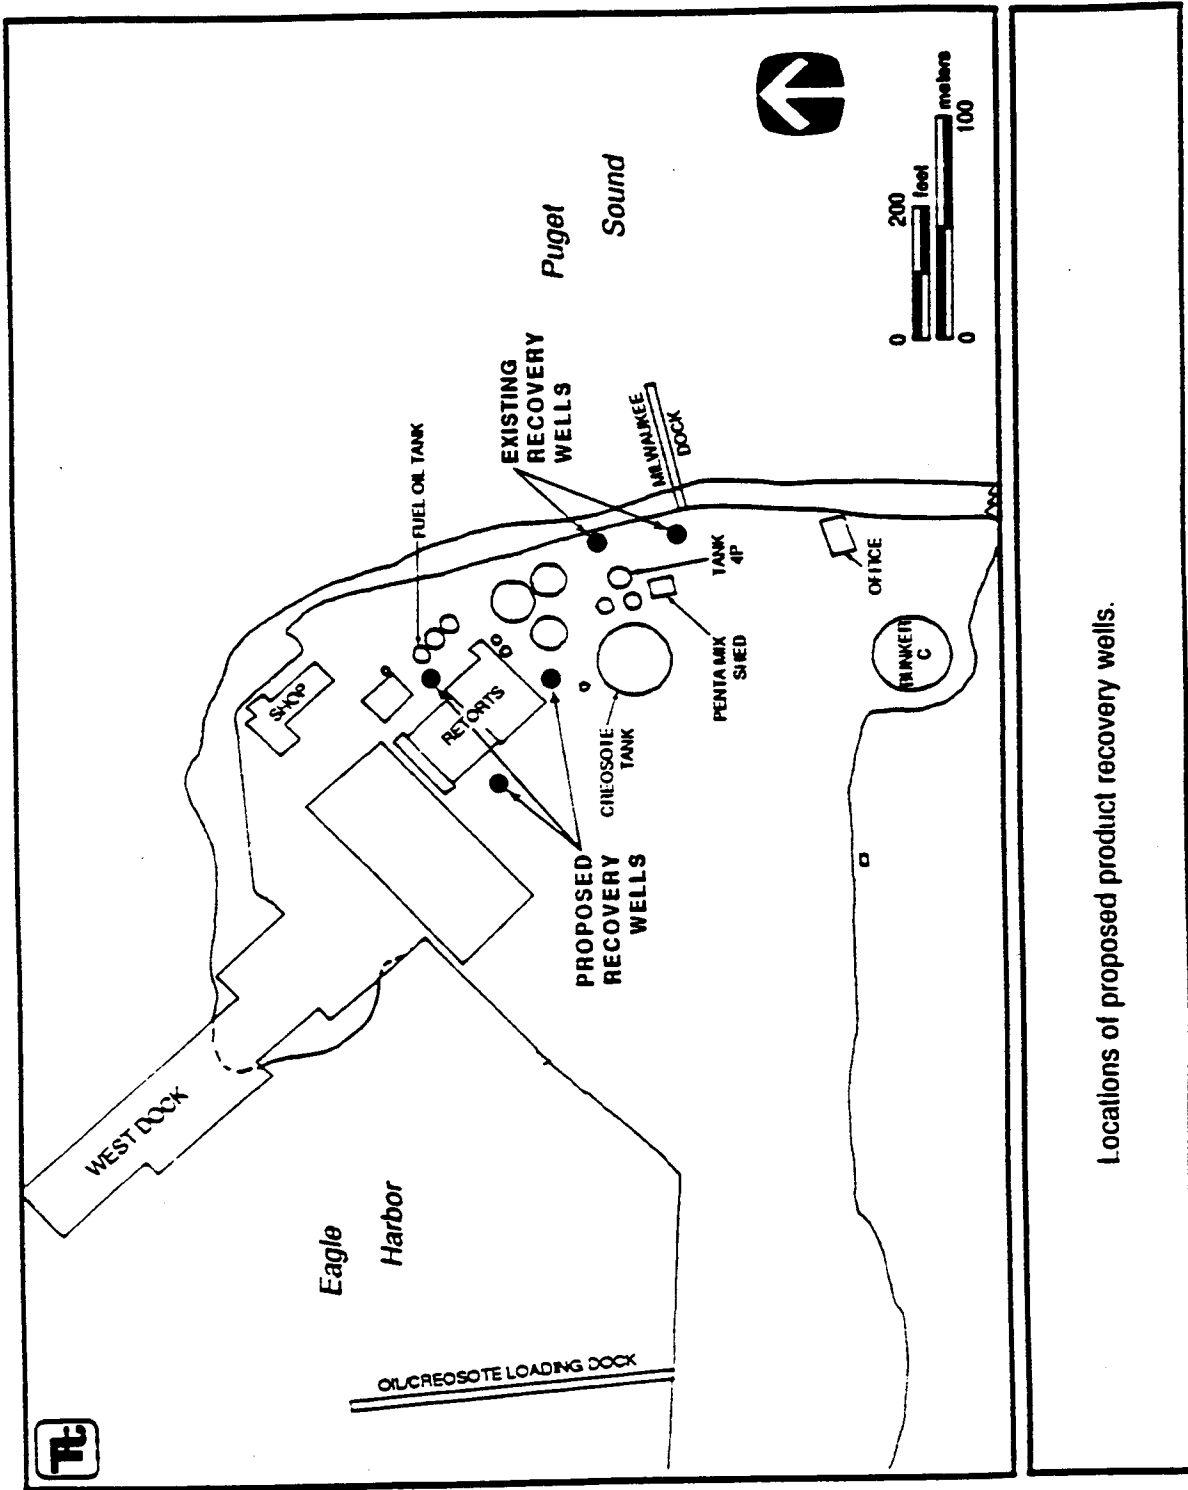 Tt
WEST DOCK
Eagle
Harbor
OIL/CREOSOTE LOADING DOCK
SHOP
FUEL OIL TANK
RETORTS
EXISTING
RECOVERY
WELLS
Puget
Sound
PROPOSED
RECOVERY
WELLS
CREOSOTE
TANK
PENTA MIX
SHED
TANK
4P
MILWAUKEE
DOCK
OFFICE
BUNKER
C
0 200
feet
meters
0 100
Locations of proposed product recovery wells.